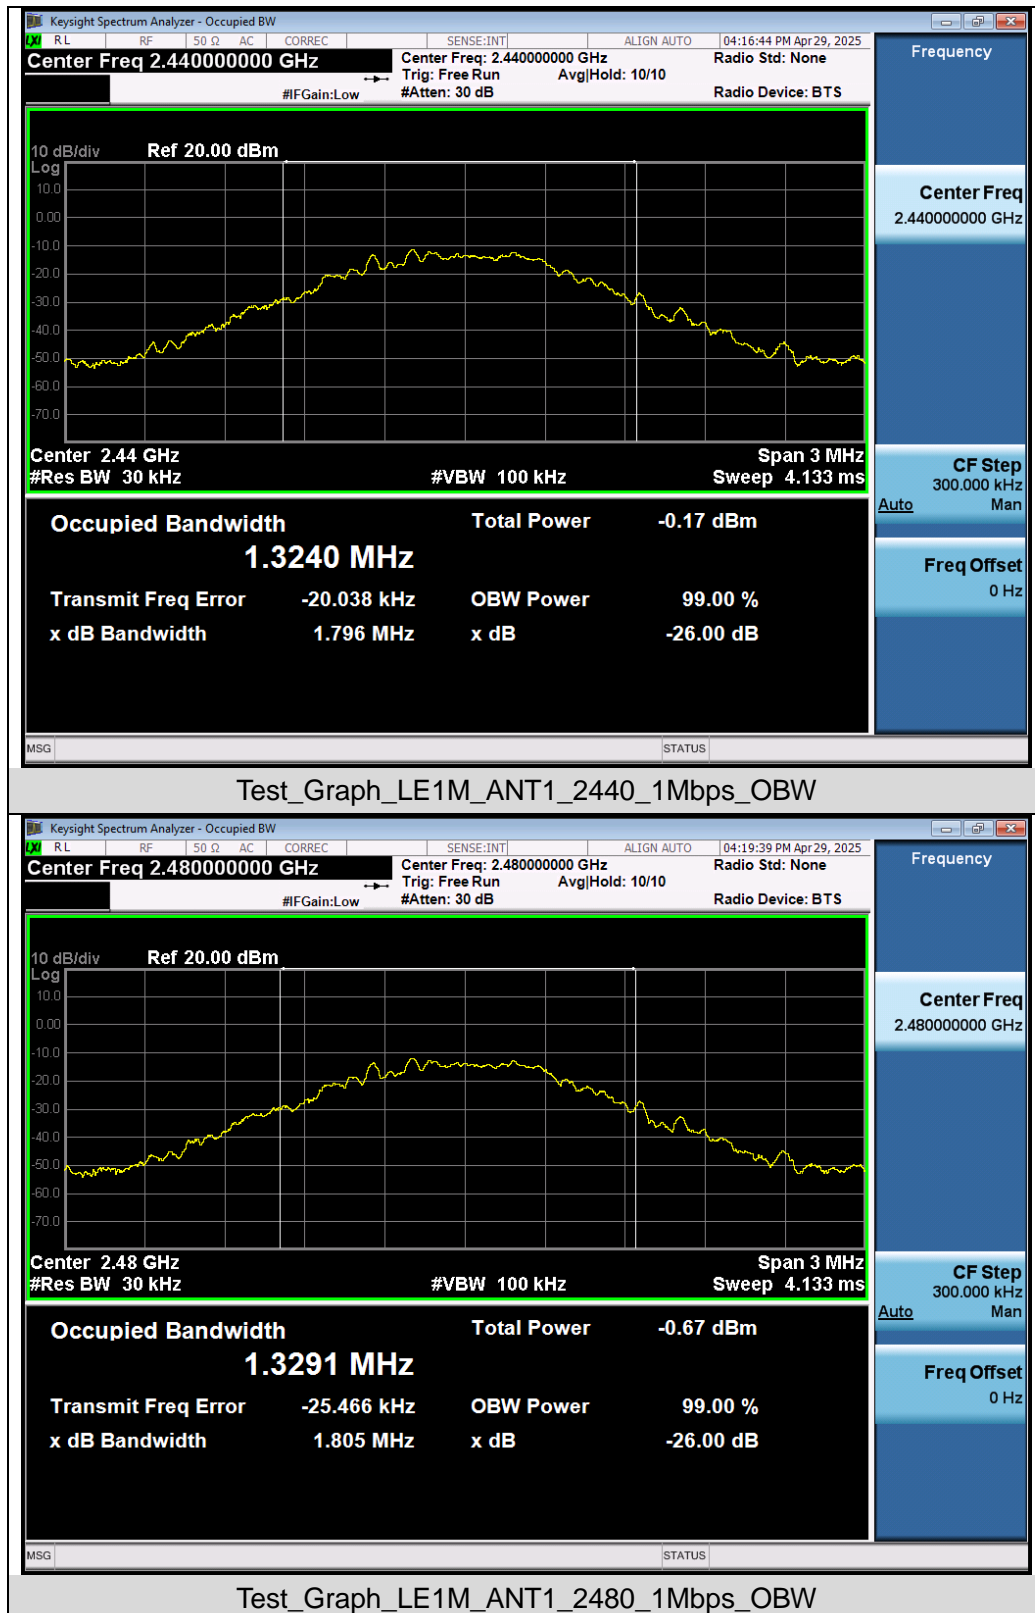 Keysight Spectrum Analyzer - Occupied BW
LXI RL RF 50 Ω AC CORREC SENSE:INT ALIGN AUTO 04:16:44 PM Apr 29, 2025
Center Freq 2.440000000 GHz
Center Freq: 2.440000000 GHz Radio Std: None
Trig: Free Run Avg|Hold: 10/10
#IFGain:Low #Atten: 30 dB Radio Device: BTS
Frequency
10 dB/div Ref 20.00 dBm
Log
10.0
0.00
-10.0
-20.0
-30.0
-40.0
-50.0
-60.0
-70.0
Center 2.44 GHz Span 3 MHz
#Res BW 30 kHz #VBW 100 kHz Sweep 4.133 ms
Center Freq
2.440000000 GHz
CF Step
300.000 kHz
Auto Man
Freq Offset
0 Hz
Occupied Bandwidth Total Power -0.17 dBm
1.3240 MHz
Transmit Freq Error -20.038 kHz OBW Power 99.00 %
x dB Bandwidth 1.796 MHz x dB -26.00 dB
MSG STATUS
Test_Graph_LE1M_ANT1_2440_1Mbps_OBW
Keysight Spectrum Analyzer - Occupied BW
LXI RL RF 50 Ω AC CORREC SENSE:INT ALIGN AUTO 04:19:39 PM Apr 29, 2025
Center Freq 2.480000000 GHz
Center Freq: 2.480000000 GHz Radio Std: None
Trig: Free Run Avg|Hold: 10/10
#IFGain:Low #Atten: 30 dB Radio Device: BTS
Frequency
10 dB/div Ref 20.00 dBm
Log
10.0
0.00
-10.0
-20.0
-30.0
-40.0
-50.0
-60.0
-70.0
Center 2.48 GHz Span 3 MHz
#Res BW 30 kHz #VBW 100 kHz Sweep 4.133 ms
Center Freq
2.480000000 GHz
CF Step
300.000 kHz
Auto Man
Freq Offset
0 Hz
Occupied Bandwidth Total Power -0.67 dBm
1.3291 MHz
Transmit Freq Error -25.466 kHz OBW Power 99.00 %
x dB Bandwidth 1.805 MHz x dB -26.00 dB
MSG STATUS
Test_Graph_LE1M_ANT1_2480_1Mbps_OBW